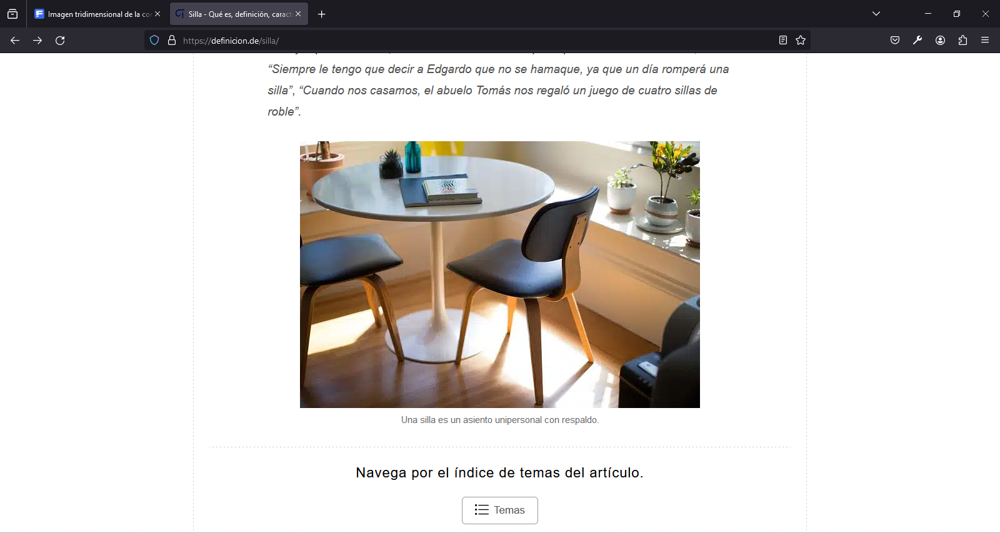 Imagen tridimensional de la co
Silla - Qué es, definición, caract
https://definicion.de/silla/
“Siempre le tengo que decir a Edgardo que no se hamaque, ya que un día romperá una
silla”, “Cuando nos casamos, el abuelo Tomás nos regaló un juego de cuatro sillas de
roble”.
Una silla es un asiento unipersonal con respaldo.
Navega por el índice de temas del artículo.
Temas